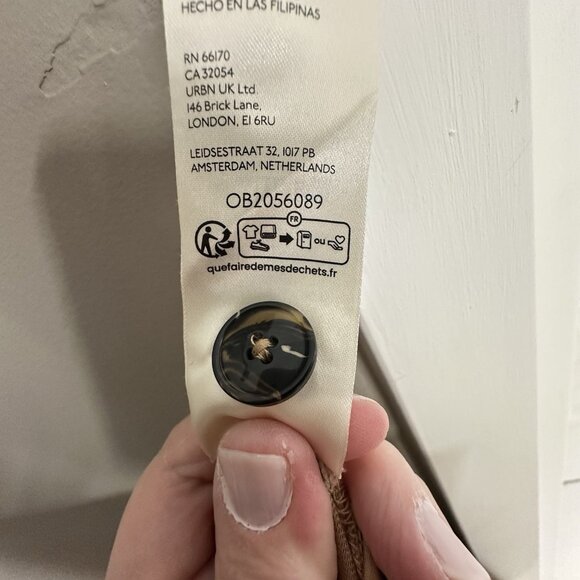 HECHO EN LAS FILIPINAS
RN 66170
CA 32054
URBN UK Ltd
146 Brick Lane,
LONDON, E1 6RU
LEIDSESTRAAT 32, 1017 PB
AMSTERDAM, NETHERLANDS
OB2056089
FR
OU
quefairedemesdechets.fr